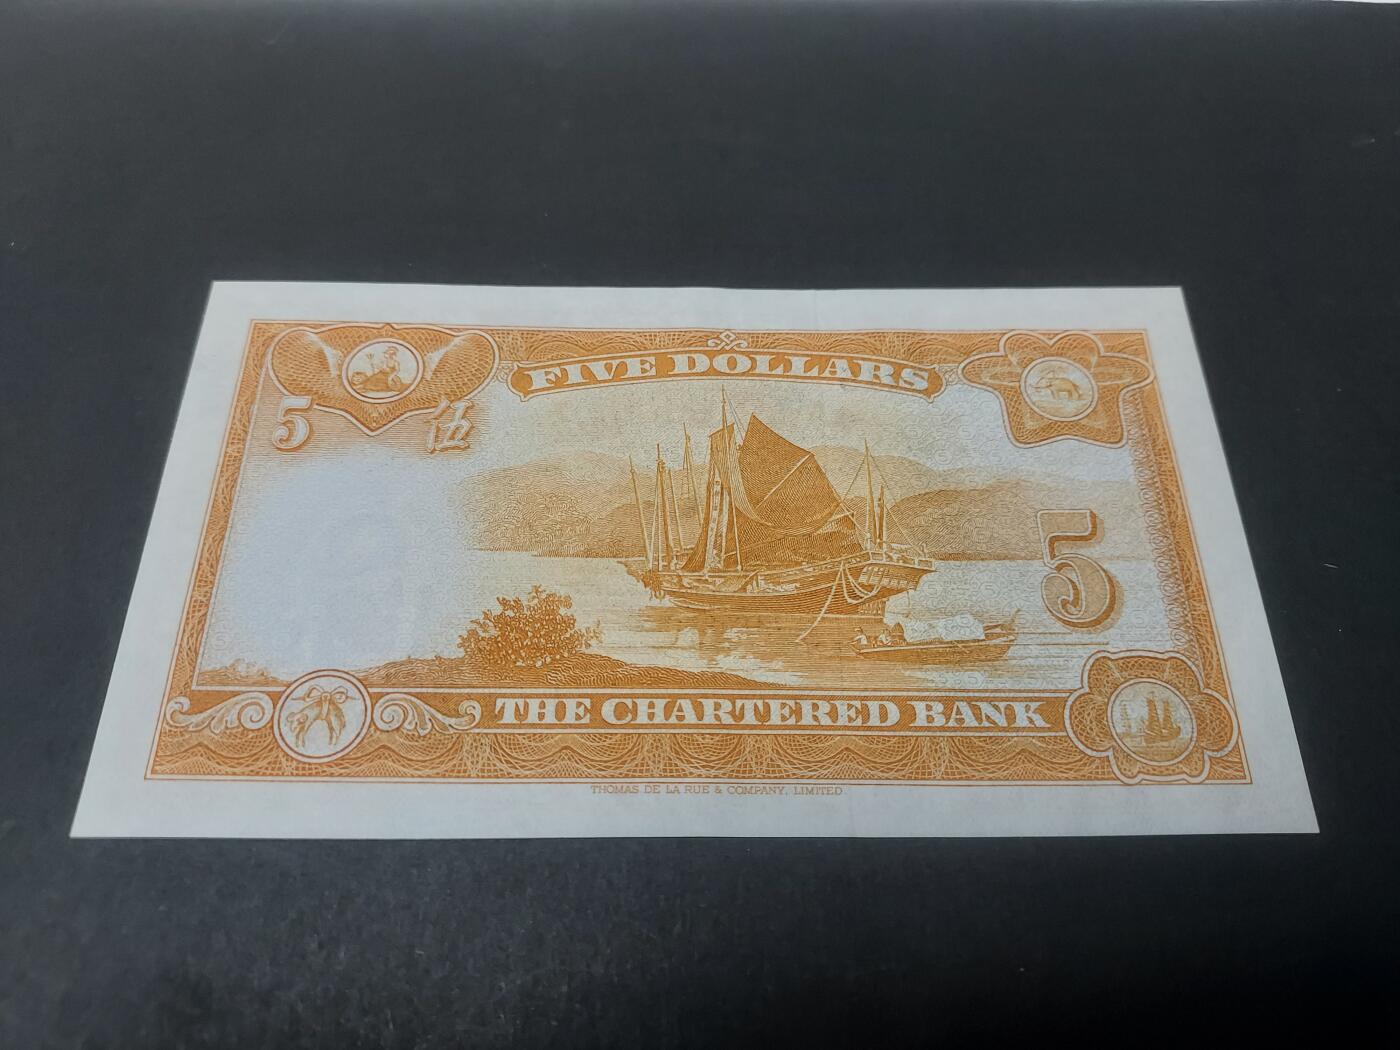 FIVE DOLLARS
5
伍
5
THE CHARTERED BANK
THOMAS DE LA RUE & COMPANY, LIMITED.